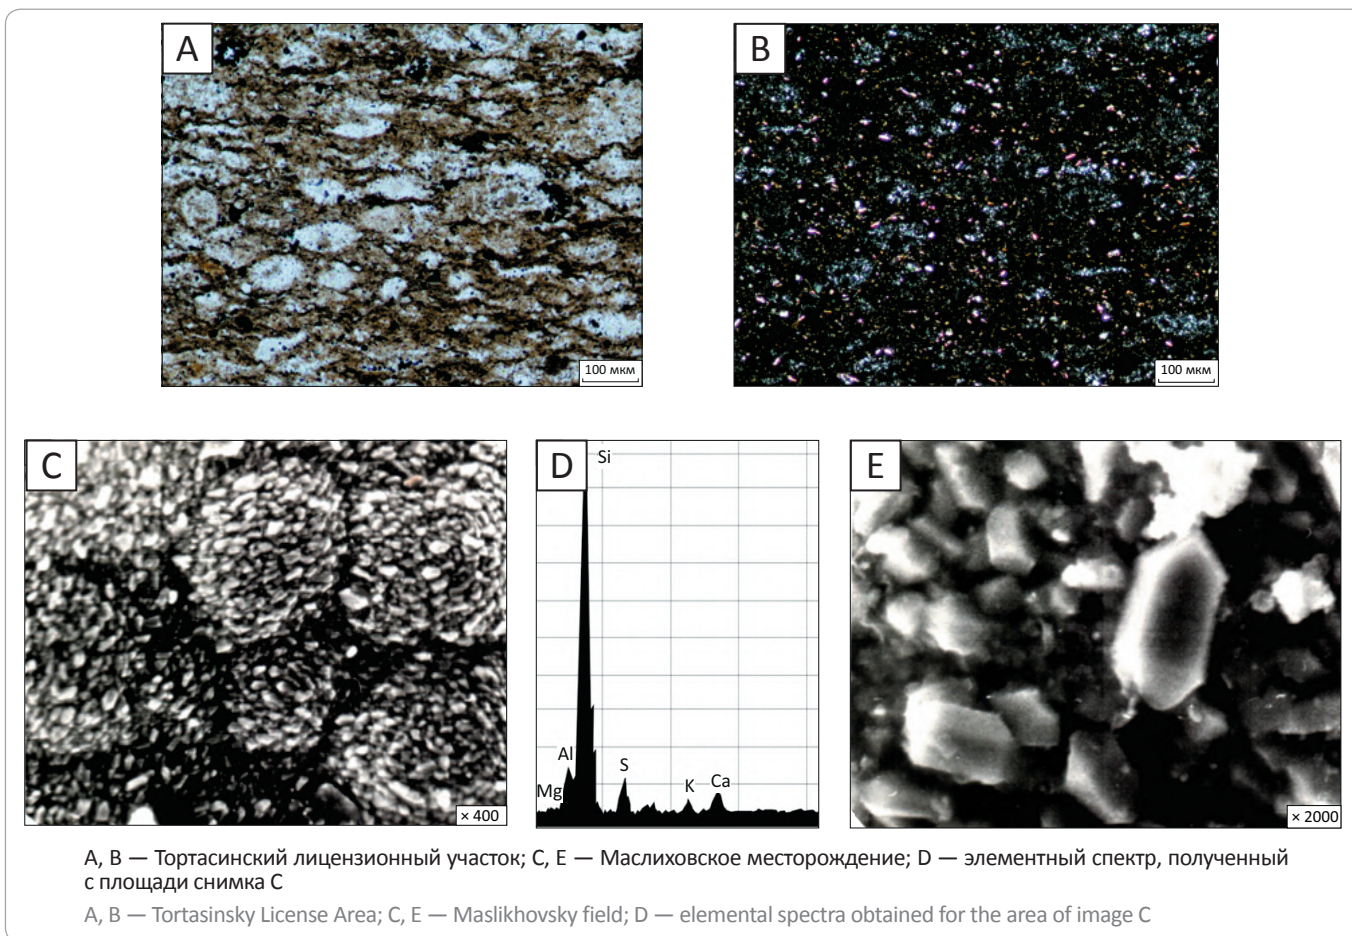 A
B
100 мкм
100 мкм
C
D
E
Si
Al
S
K
Ca
Mg
× 400
× 2000
A, B — Тортасинский лицензионный участок; C, E — Маслиховское месторождение; D — элементный спектр, полученный
с площади снимка C
A, B — Tortasinsky License Area; C, E — Maslikhovsky field; D — elemental spectra obtained for the area of image C